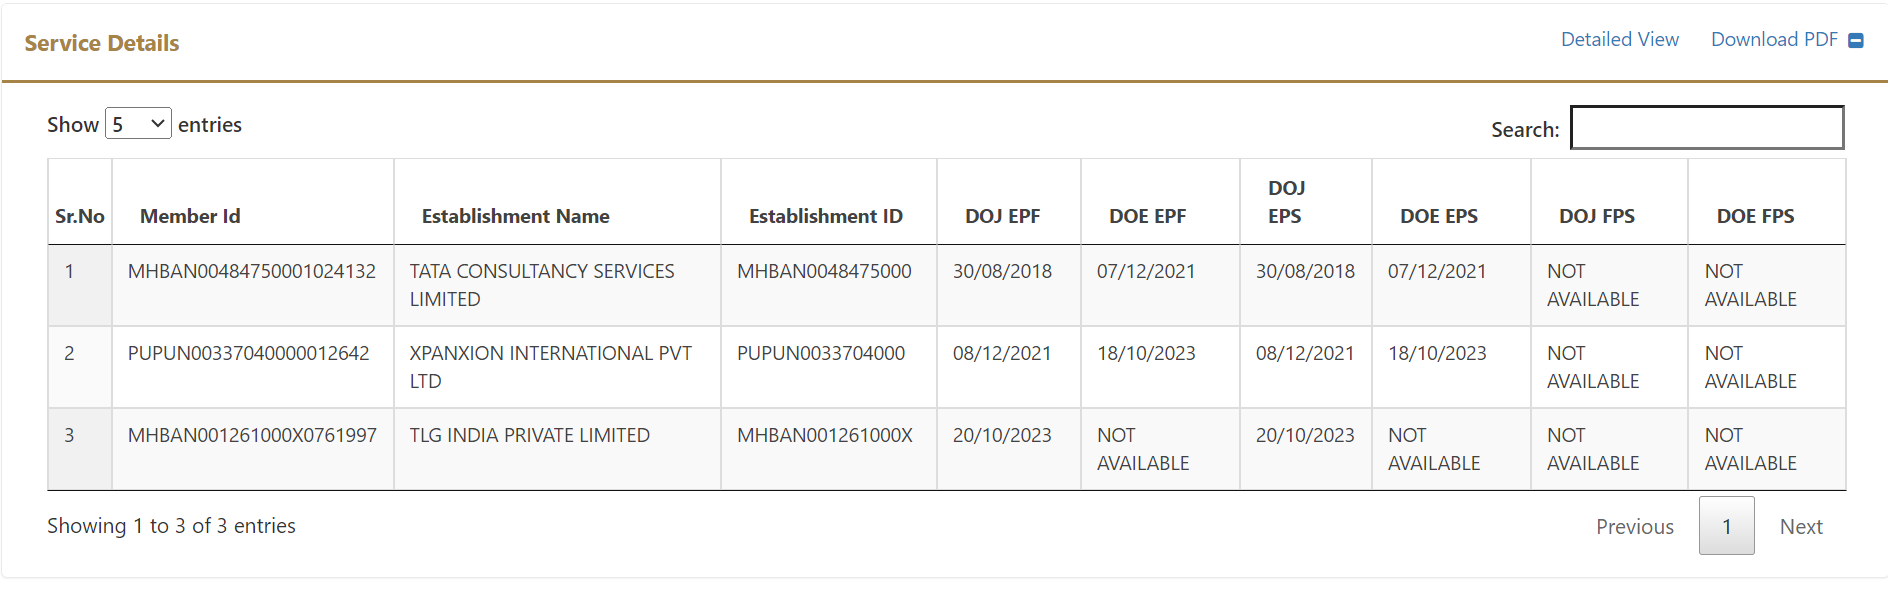 Service Details
Detailed View
Download PDF
Show 5 entries
Search:
Sr.No Member Id Establishment Name Establishment ID DOJ EPF DOE EPF DOJ EPS DOE EPS DOJ FPS DOE FPS
1 MHBAN00484750001024132 TATA CONSULTANCY SERVICES LIMITED MHBAN0048475000 30/08/2018 07/12/2021 30/08/2018 07/12/2021 NOT AVAILABLE NOT AVAILABLE
2 PUPUN00337040000012642 XPANXION INTERNATIONAL PVT LTD PUPUN0033704000 08/12/2021 18/10/2023 08/12/2021 18/10/2023 NOT AVAILABLE NOT AVAILABLE
3 MHBAN001261000X0761997 TLG INDIA PRIVATE LIMITED MHBAN001261000X 20/10/2023 NOT AVAILABLE 20/10/2023 NOT AVAILABLE NOT AVAILABLE NOT AVAILABLE
Showing 1 to 3 of 3 entries
Previous 1 Next